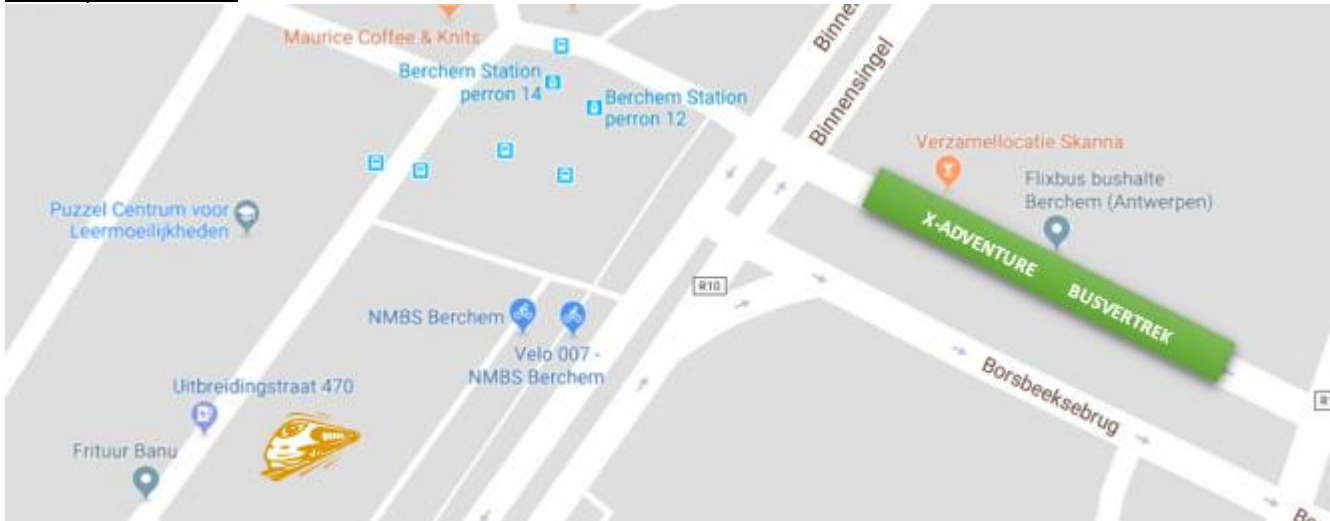 Maurice Coffee & Knits
Berchem Station
perron 14
Berchem Station
perron 12
Binnensingel
Verzamellocatie Skanna
Flixbus bushalte
Berchem (Antwerpen)
Puzzel Centrum voor
Leermoeilijkheden
X-ADVENTURE BUSVERTREK
R10
NMBS Berchem
Velo 007 -
NMBS Berchem
Borsbeeksebrug
Uitbreidingstraat 470
Frituur Banu